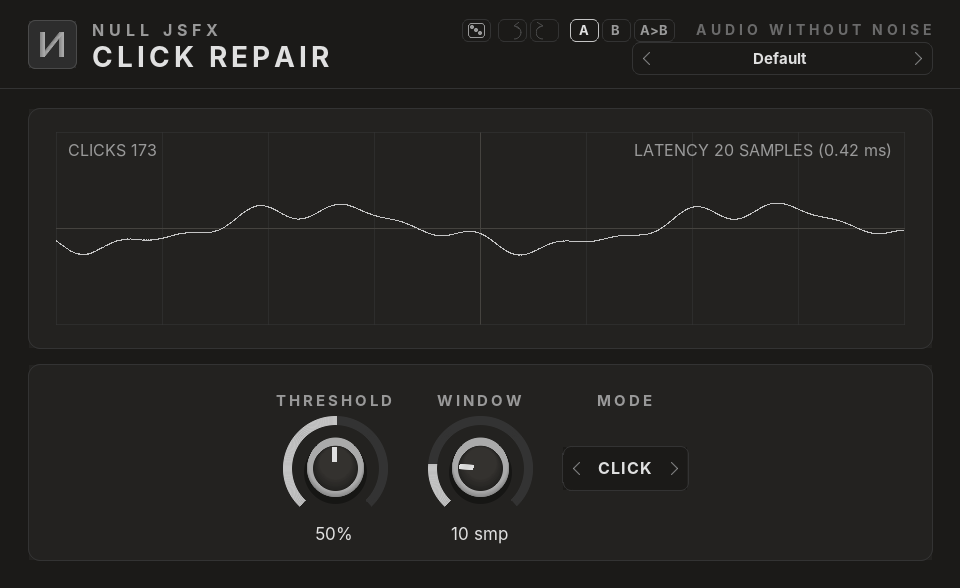 NULL JSFX
CLICK REPAIR
A B A>B
AUDIO WITHOUT NOISE
Default
CLICKS 173
LATENCY 20 SAMPLES (0.42 ms)
THRESHOLD WINDOW MODE
CLICK
50% 10 smp